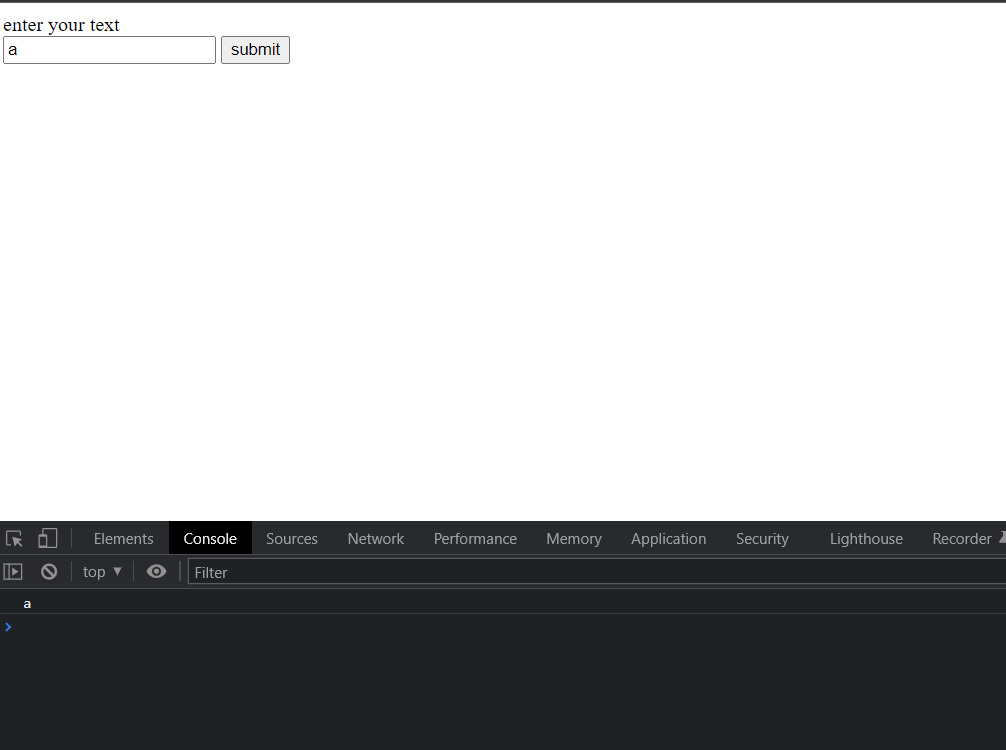 enter your text
a submit
Elements Console Sources Network Performance Memory Application Security Lighthouse Recorder
top ▼ Filter
a
>